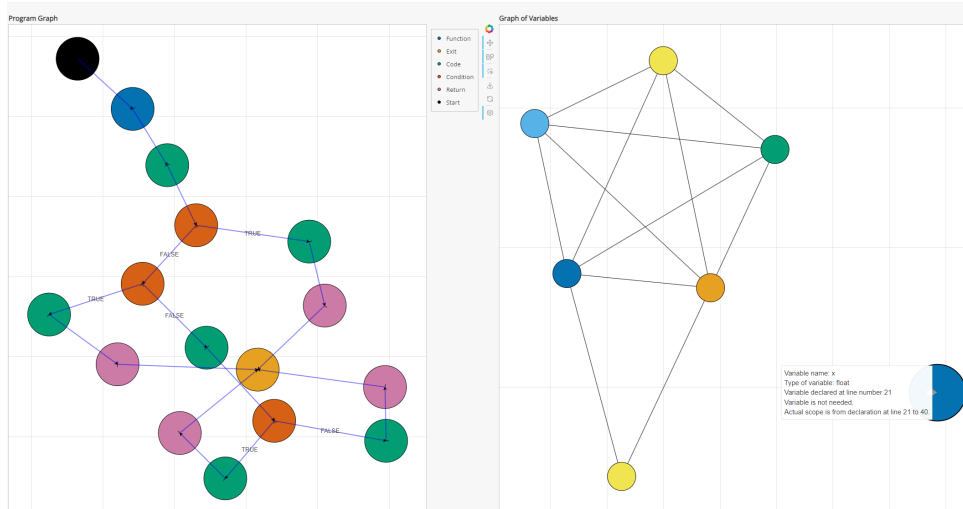 Program Graph
Function
Exit
Code
Condition
Return
Start
TRUE
FALSE
TRUE
FALSE
FALSE
TRUE
Graph of Variables
Variable name: x
Type of variable: float
Variable declared at line number 21
Variable is not needed.
Actual scope is from declaration at line 21 to 40.